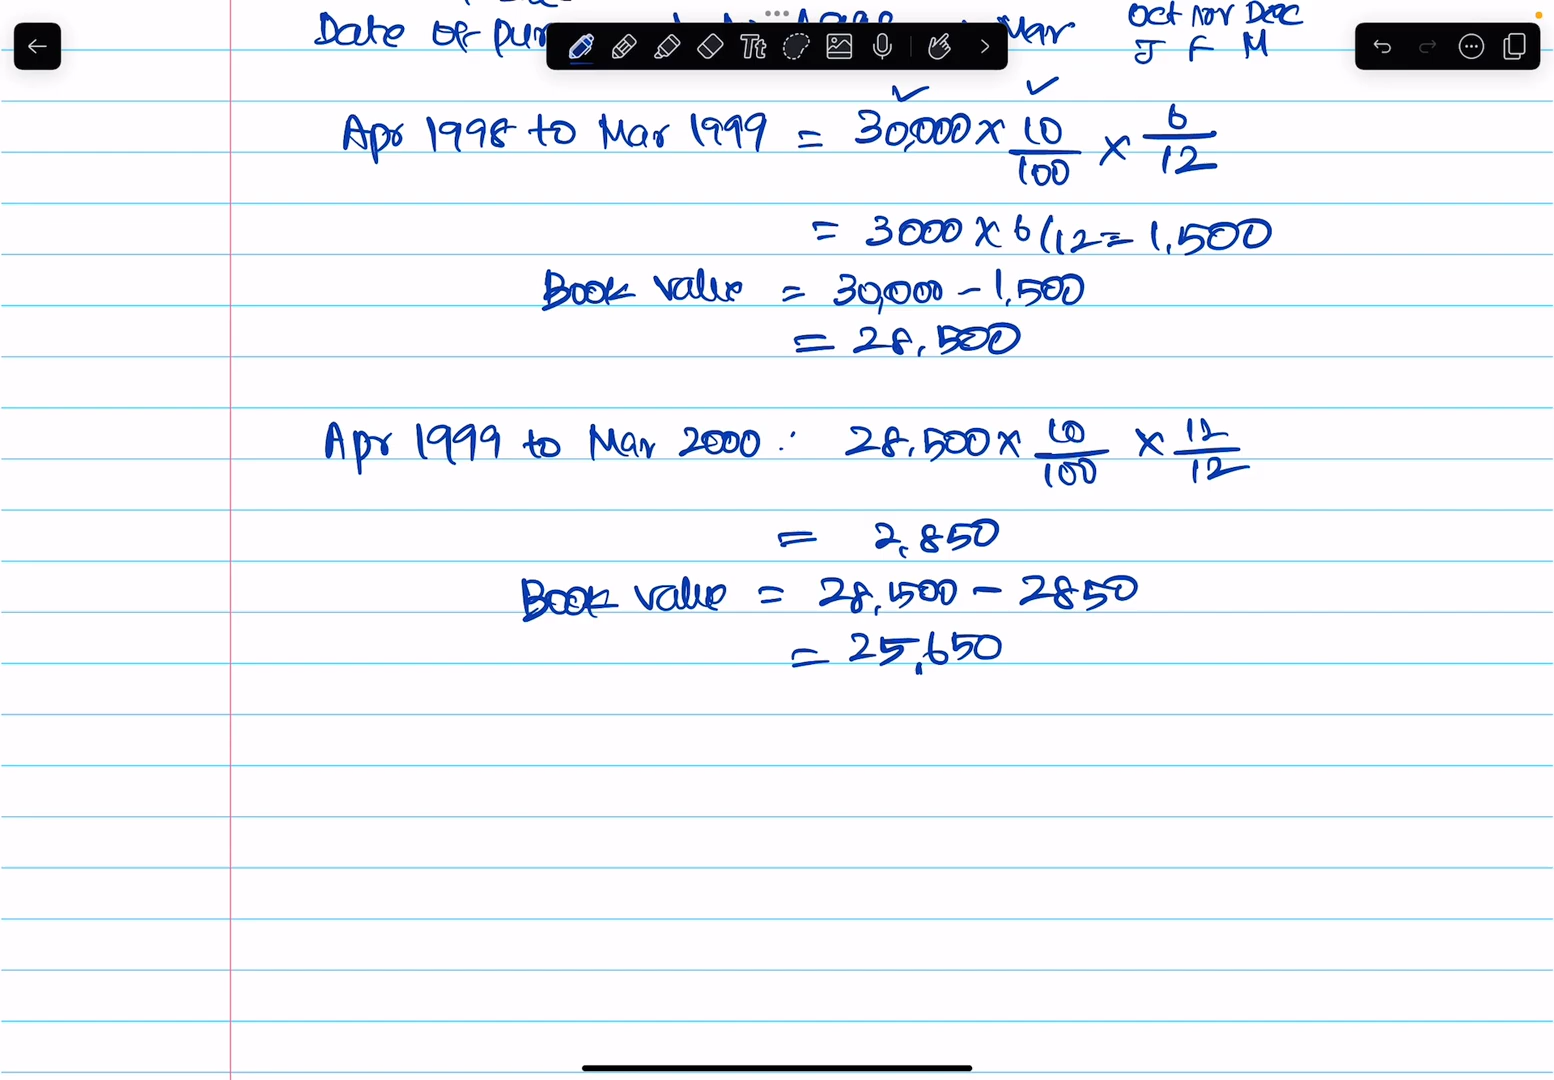 Date of pur Mar Oct Nov Dec
J F M
Apr 1998 to Mar 1999 = 30,000 × 10/100 × 6/12
= 3000 × 6/12 = 1,500
Book value = 30,000 - 1,500
= 28,500
Apr 1999 to Mar 2000 : 28,500 × 10/100 × 12/12
= 2,850
Book value = 28,500 - 2850
= 25,650
Tt